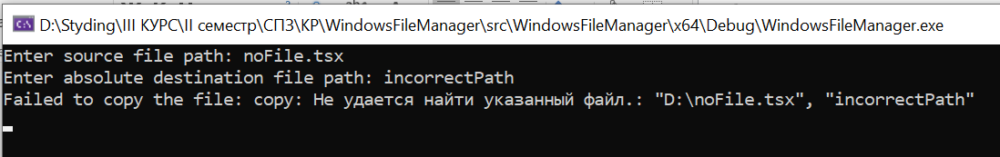 D:\Styding\III КУРС\II семестр\СПЗ\КР\WindowsFileManager\src\WindowsFileManager\x64\Debug\WindowsFileManager.exe
Enter source file path: noFile.tsx
Enter absolute destination file path: incorrectPath
Failed to copy the file: copy: Не удается найти указанный файл.: "D:\noFile.tsx", "incorrectPath"